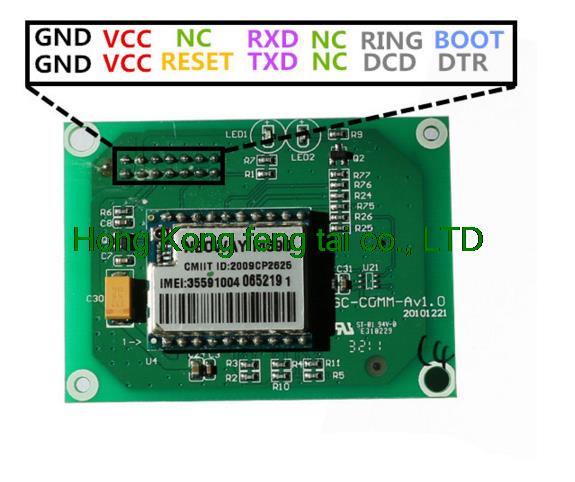 GND VCC NC RXD NC RING BOOT
GND VCC RESET TXD NC DCD DTR
LED1
LED2
R9
R7
R1
Q2
R77
R76
R24
R75
R26
R25
R6
C8
Hong Kong feng tai co., LTD
CMIIT ID:2009CP2625
C7
C31
U21
IMEI:35591004 065219 1
C30
GC-CGMM-Av1.0
20101221
ST-01 94V-0
E310229
1->
U4
3211
R3
R4
R11
R2
R10
R5